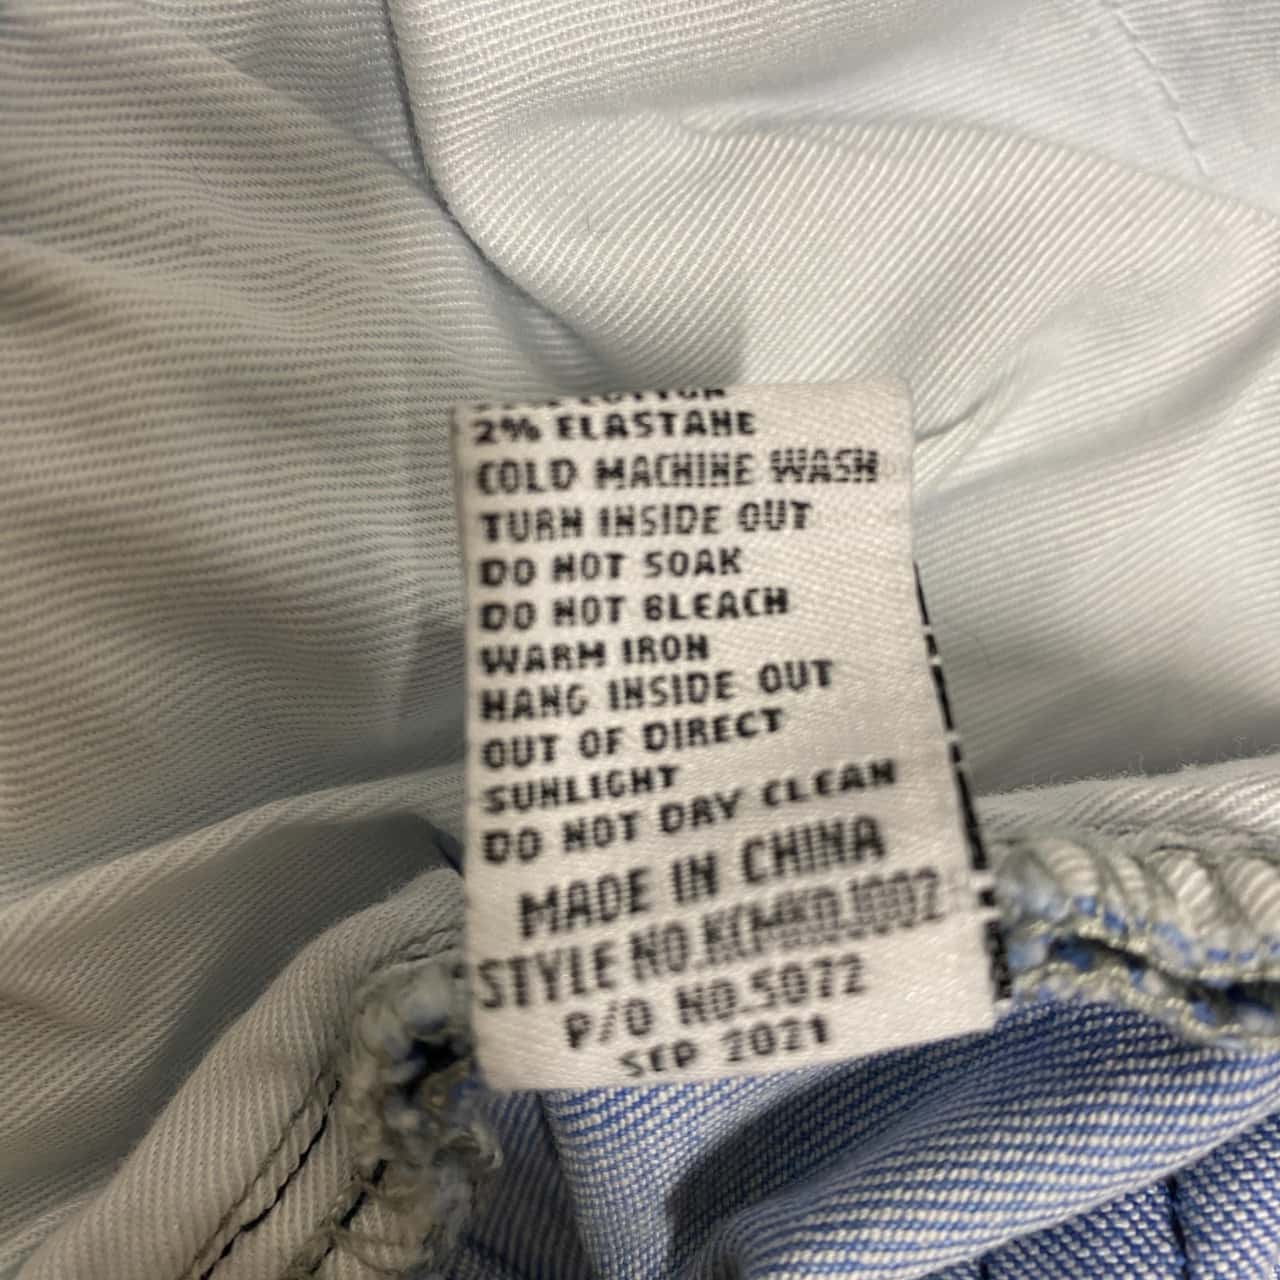 COTTON
2% ELASTANE
COLD MACHINE WASH
TURN INSIDE OUT
DO NOT SOAK
DO NOT BLEACH
WARM IRON
HANG INSIDE OUT
OUT OF DIRECT
SUNLIGHT
DO NOT DRY CLEAN
MADE IN CHINA
STYLE NO.
P/O NO.5072
SEP 2021